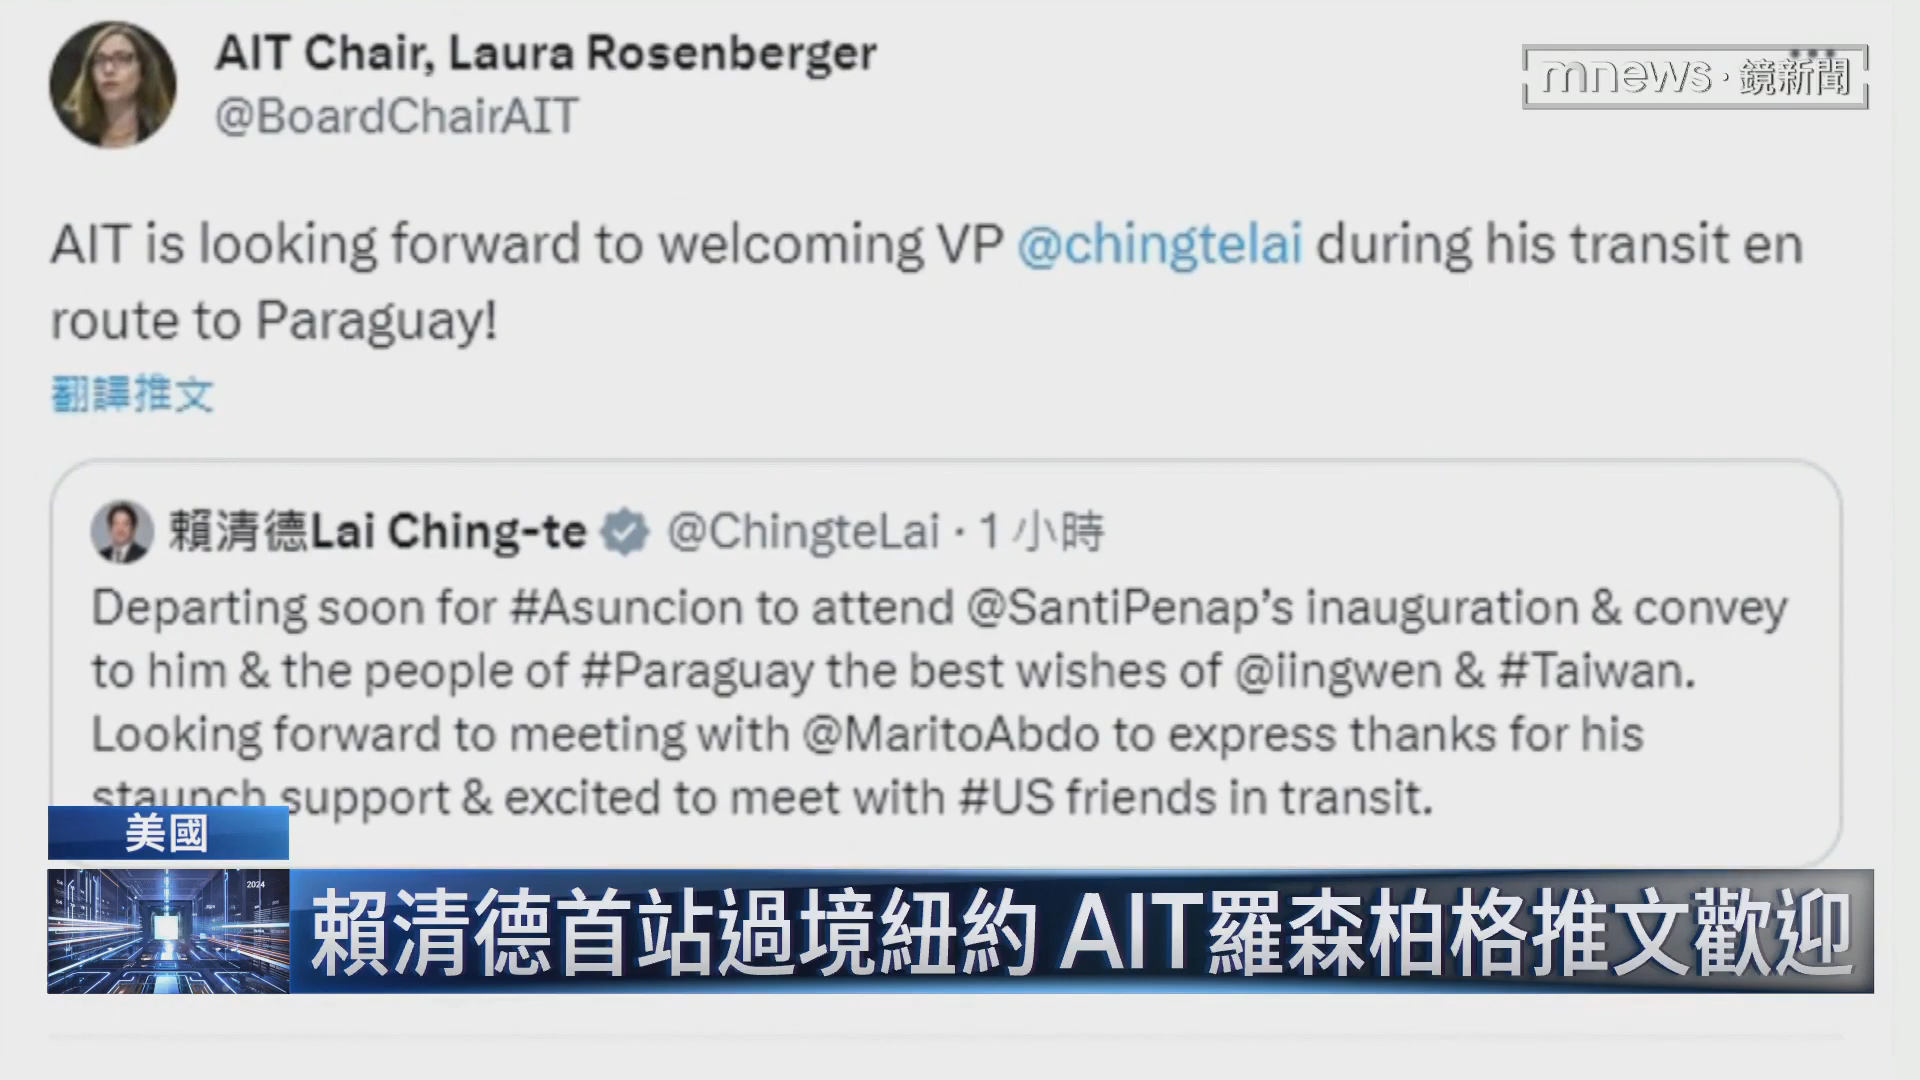 AIT Chair, Laura Rosenberger
@BoardChairAIT
mnews·鏡新聞
AIT is looking forward to welcoming VP @chingtelai during his transit en
route to Paraguay!
翻譯推文
賴清德Lai Ching-te @ChingteLai · 1 小時
Departing soon for #Asuncion to attend @SantiPenap’s inauguration & convey
to him & the people of #Paraguay the best wishes of @iingwen & #Taiwan.
Looking forward to meeting with @MaritoAbdo to express thanks for his
staunch support & excited to meet with #US friends in transit.
美國
2024
賴清德首站過境紐約 AIT羅森柏格推文歡迎